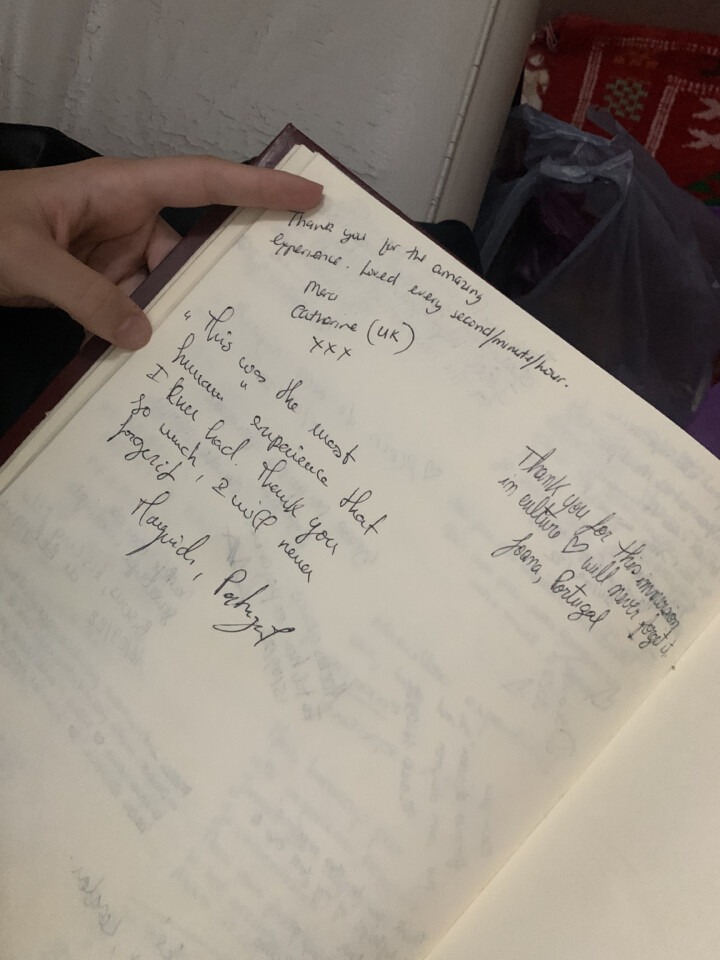 Thank you for the amazing
experience. Loved every second/minute/hour.
Merci
Catherine (UK)
xxx
"This was the most
human" experience that
I ever had. Thank you
so much, I will never
forget it
Portugal
Thank you for this immersion
in culture ♡ will never forget it,
Joana, Portugal